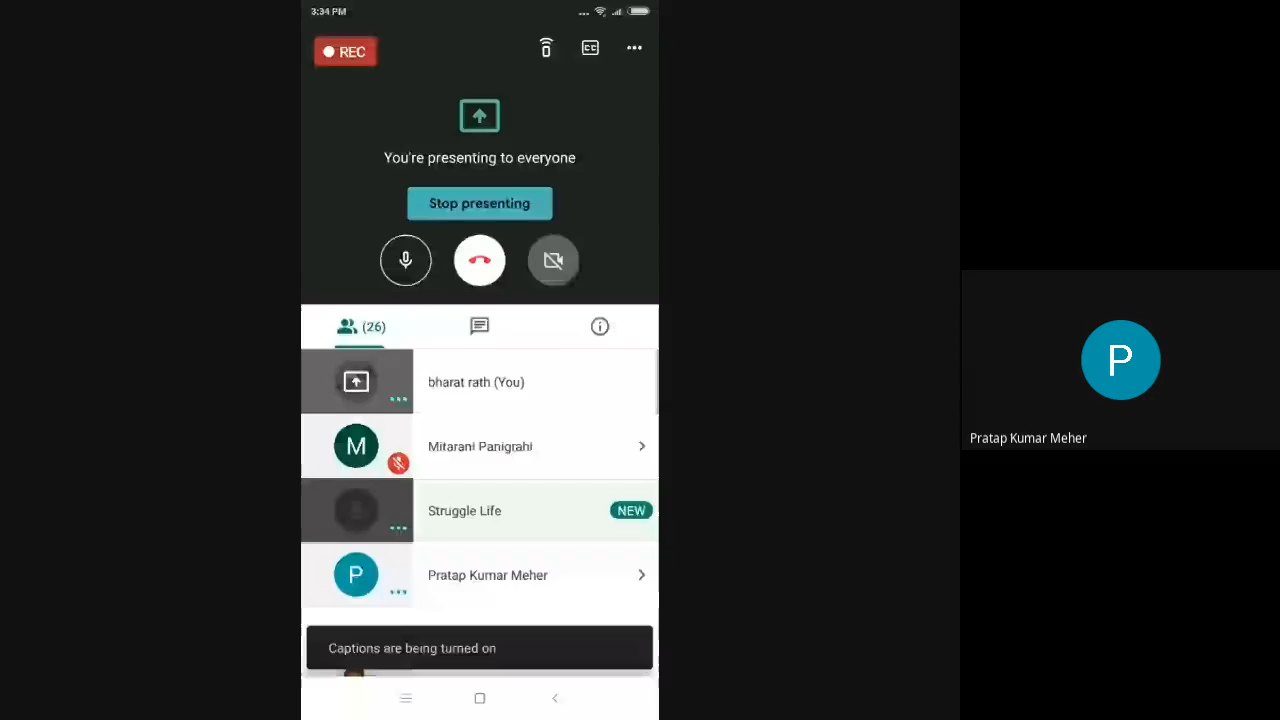 3:34 PM
REC
CC
You're presenting to everyone
Stop presenting
(26)
bharat rath (You)
M
Mitarani Panigrahi
Struggle Life
NEW
P
Pratap Kumar Meher
Captions are being turned on
P
Pratap Kumar Meher